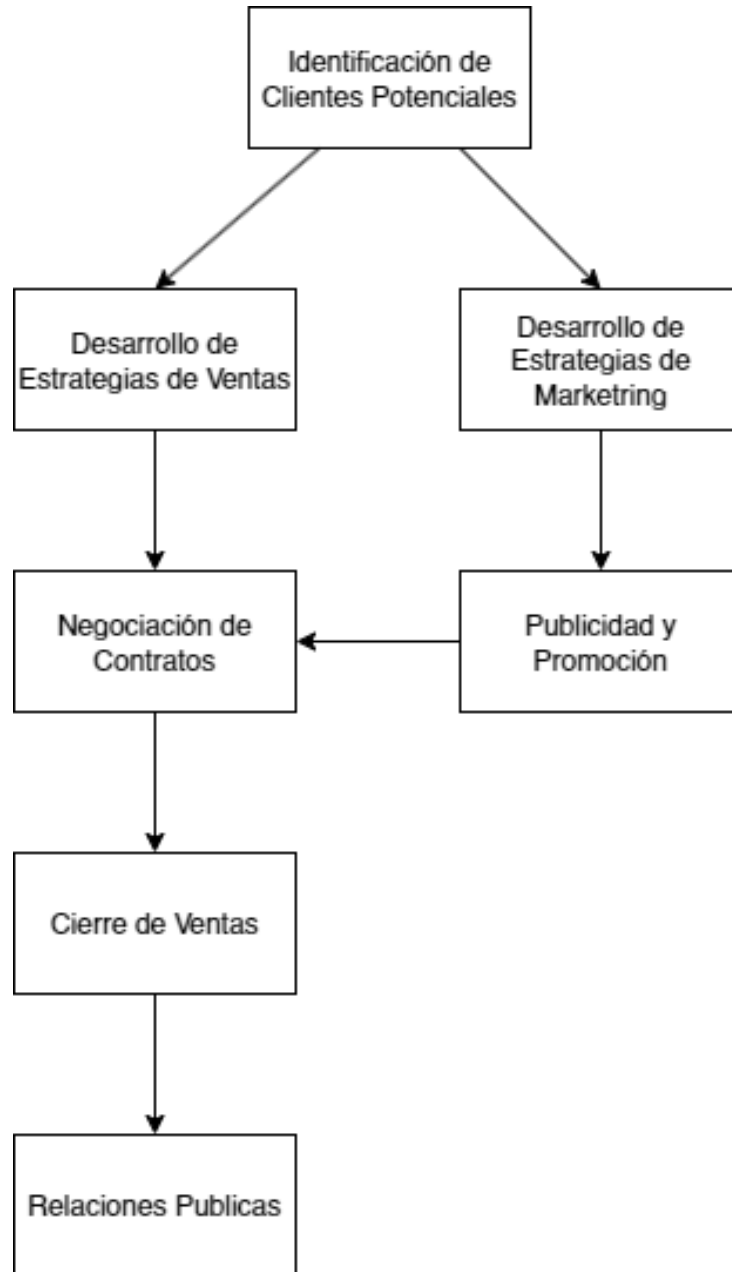 Identificación de
Clientes Potenciales
Desarrollo de
Estrategias de Ventas
Desarrollo de
Estrategias de
Marketring
Negociación de
Contratos
Publicidad y
Promoción
Cierre de Ventas
Relaciones Publicas